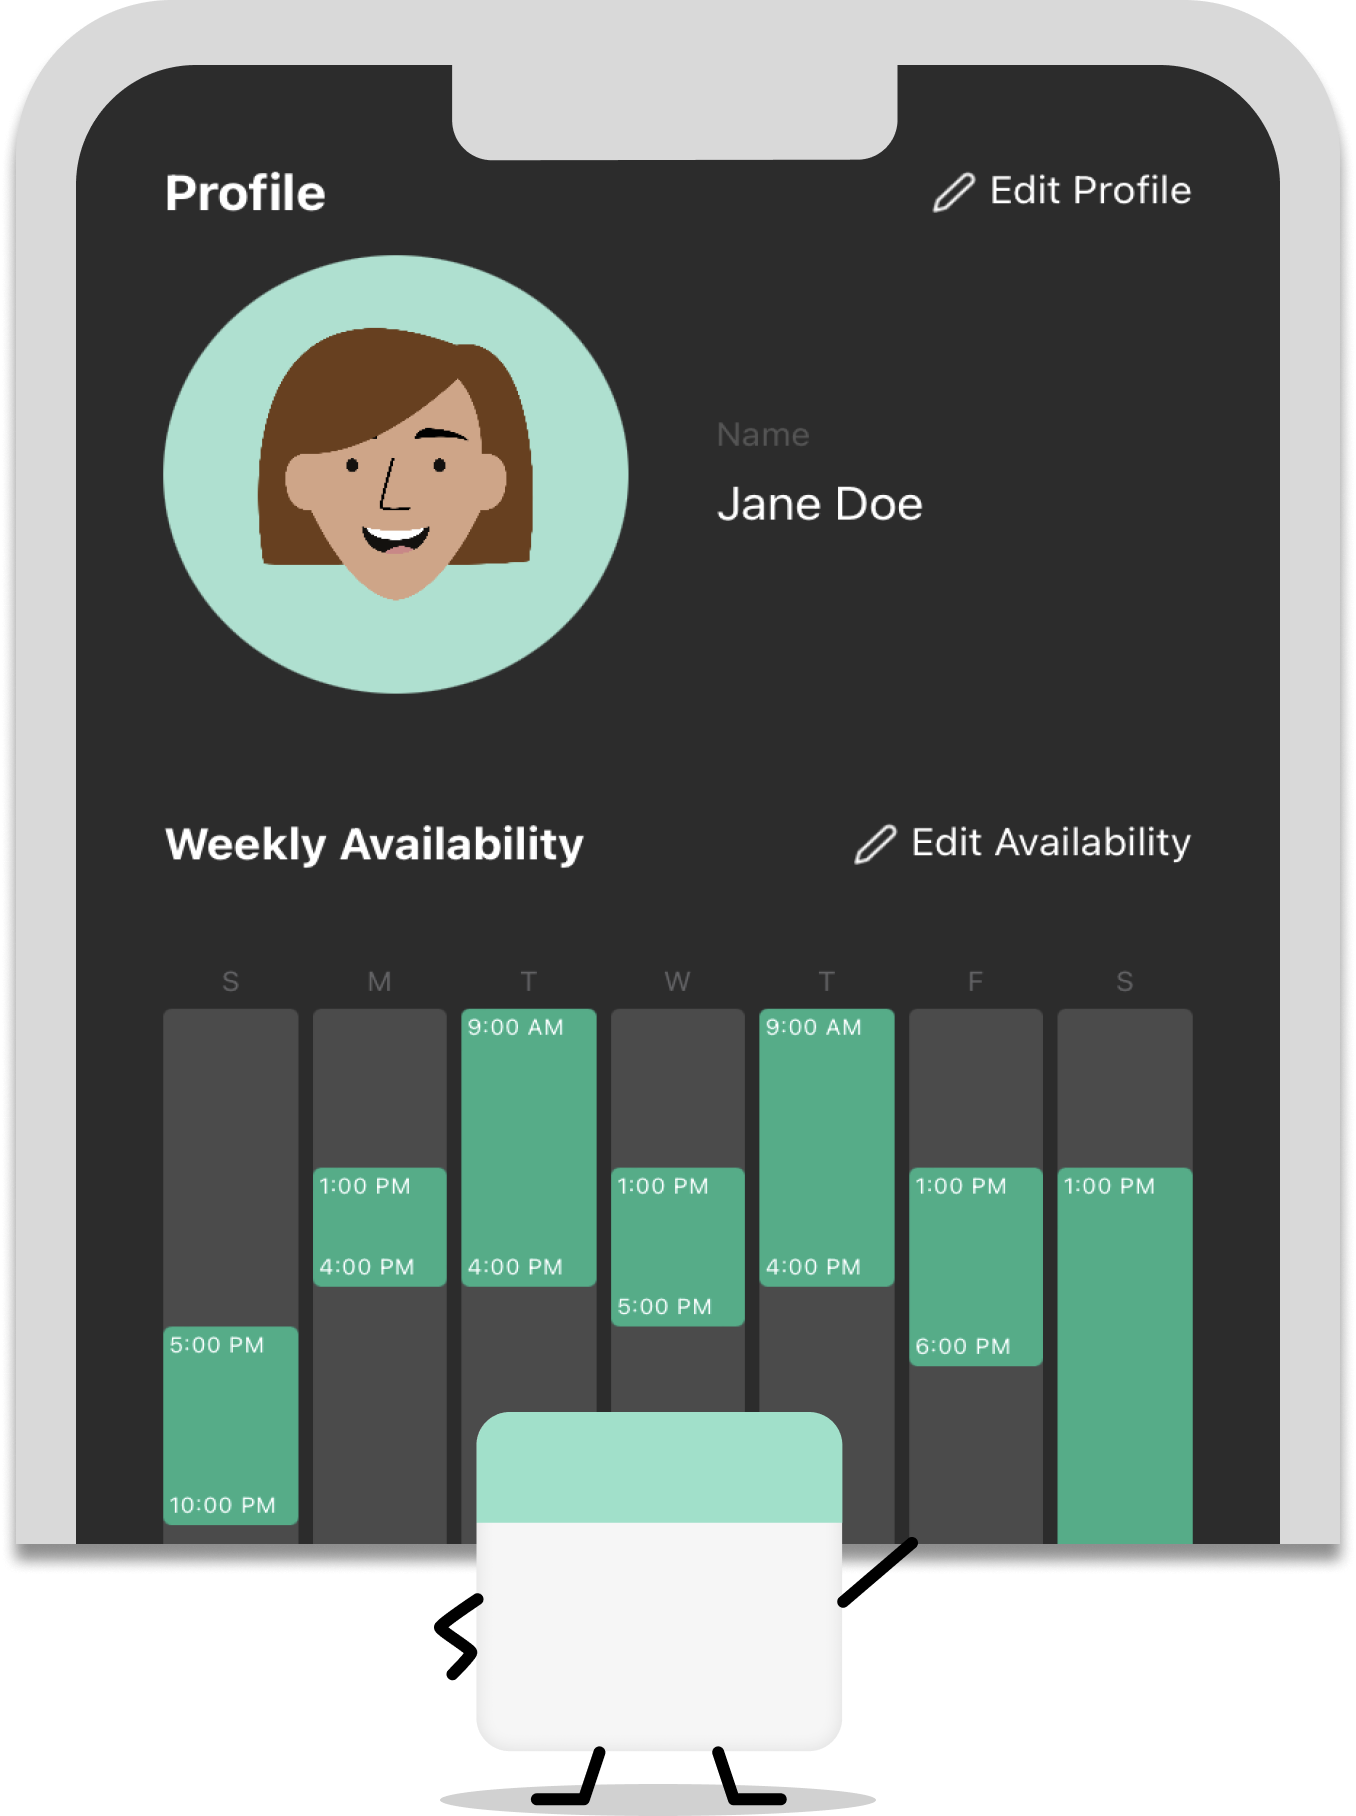 Profile
Edit Profile
Name
Jane Doe
Weekly Availability
Edit Availability
S M T W T F S
9:00 AM 9:00 AM
1:00 PM 1:00 PM 1:00 PM 1:00 PM
4:00 PM 4:00 PM 4:00 PM
5:00 PM
5:00 PM 6:00 PM
10:00 PM